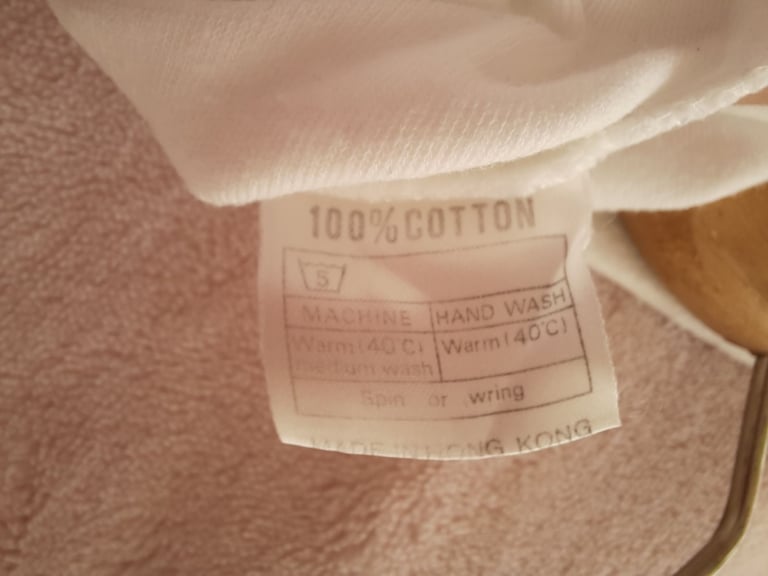 100% COTTON
5
MACHINE HAND WASH
Warm (40°C) Warm (40°C)
medium wash
Spin or wring
MADE IN HONG KONG